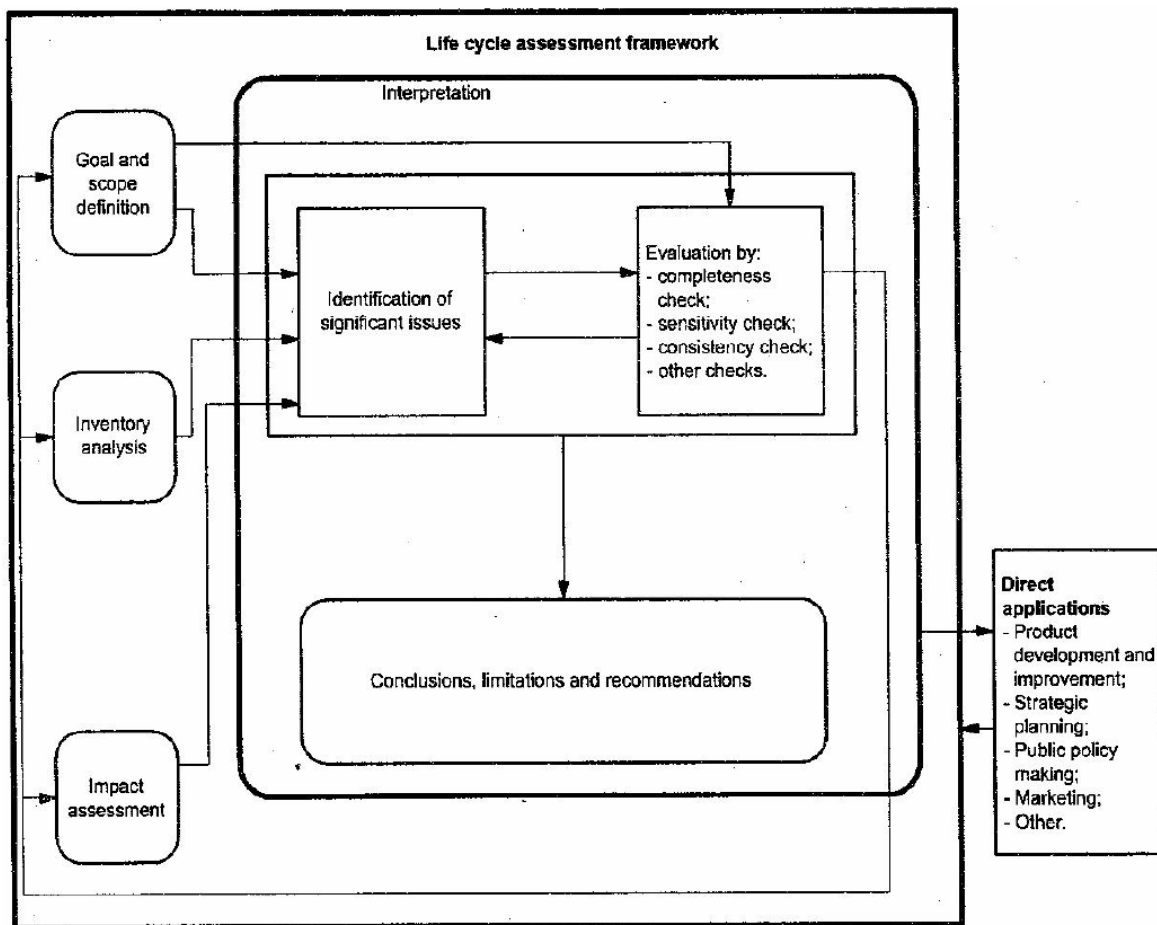 Life cycle assessment framework
Interpretation
Goal and
scope
definition
Identification of
significant issues
Evaluation by:
- completeness
check;
- sensitivity check;
- consistency check;
- other checks.
Inventory
analysis
Conclusions, limitations and recommendations
Impact
assessment
Direct
applications
- Product
development and
improvement;
- Strategic
planning;
- Public policy
making;
- Marketing;
- Other.